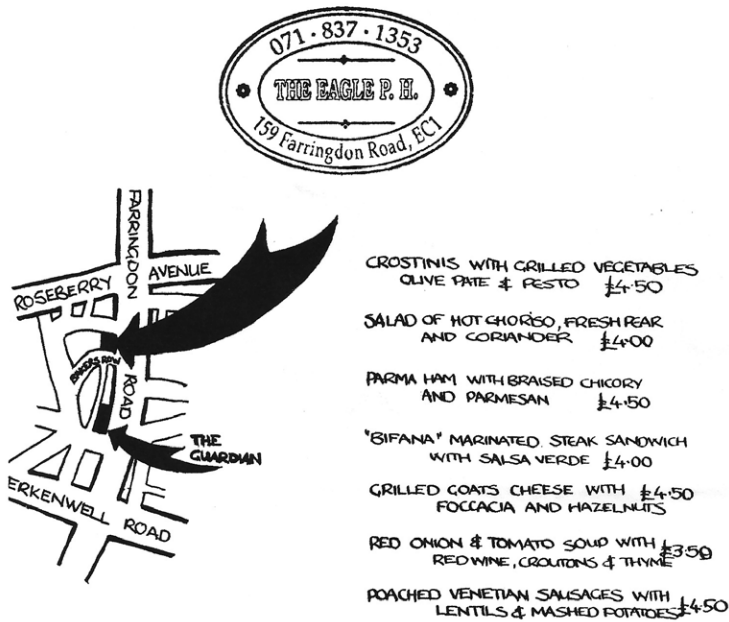 071·837·1353
THE EAGLE P. H.
159 Farringdon Road, EC1
FARRINGDON
ROAD
ROSEBERRY AVENUE
BAKERS ROW
THE
GUARDIAN
ERKENWELL ROAD
CROSTINIS WITH GRILLED VEGETABLES
OLIVE PATE & PESTO £4·50
SALAD OF HOT CHORISO, FRESH PEAR
AND CORIANDER £4·00
PARMA HAM WITH BRAISED CHICORY
AND PARMESAN £4·50
"BIFANA" MARINATED STEAK SANDWICH
WITH SALSA VERDE £4·00
GRILLED GOATS CHEESE WITH £4·50
FOCCACIA AND HAZELNUTS
RED ONION & TOMATO SOUP WITH £3·50
RED WINE, CROUTONS & THYME
POACHED VENETIAN SAUSAGES WITH
LENTILS & MASHED POTATOES £4·50